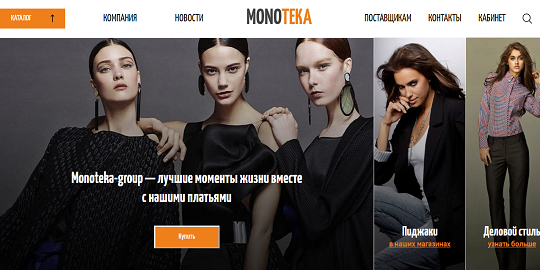 КАТАЛОГ ↑ КОМПАНИЯ НОВОСТИ MONOТЕКА ПОСТАВЩИКАМ КОНТАКТЫ КАБИНЕТ
Monoteka-group — лучшие моменты жизни вместе
с нашими платьями
Купить
Пиджаки
в наших магазинах
Деловой стиль
узнать больше